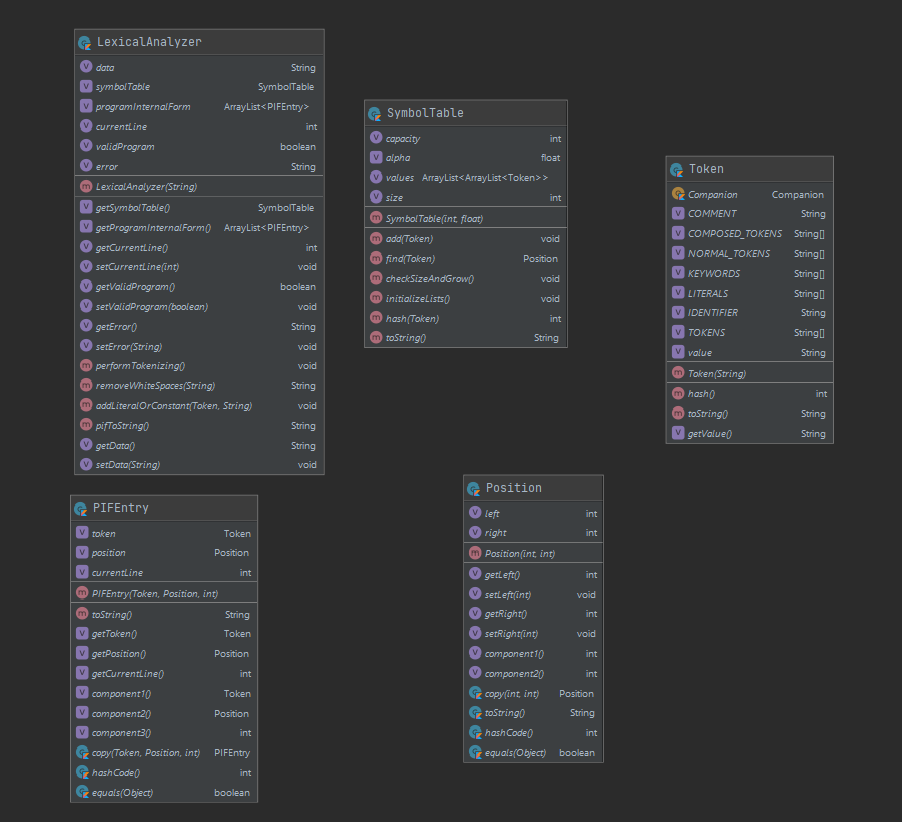 LexicalAnalyzer
data String
symbolTable SymbolTable
programInternalForm ArrayList<PIFEntry>
currentLine int
validProgram boolean
error String
LexicalAnalyzer(String)
getSymbolTable() SymbolTable
getProgramInternalForm() ArrayList<PIFEntry>
getCurrentLine() int
setCurrentLine(int) void
getValidProgram() boolean
setValidProgram(boolean) void
getError() String
setError(String) void
performTokenizing() void
removeWhiteSpaces(String) String
addLiteralOrConstant(Token, String) void
pifToString() String
getData() String
setData(String) void
SymbolTable
capacity int
alpha float
values ArrayList<ArrayList<Token>>
size int
SymbolTable(int, float)
add(Token) void
find(Token) Position
checkSizeAndGrow() void
initializeLists() void
hash(Token) int
toString() String
Token
Companion Companion
COMMENT String
COMPOSED_TOKENS String[]
NORMAL_TOKENS String[]
KEYWORDS String[]
LITERALS String[]
IDENTIFIER String
TOKENS String[]
value String
Token(String)
hash() int
toString() String
getValue() String
PIFEntry
token Token
position Position
currentLine int
PIFEntry(Token, Position, int)
toString() String
getToken() Token
getPosition() Position
getCurrentLine() int
component1() Token
component2() Position
component3() int
copy(Token, Position, int) PIFEntry
hashCode() int
equals(Object) boolean
Position
left int
right int
Position(int, int)
getLeft() int
setLeft(int) void
getRight() int
setRight(int) void
component1() int
component2() int
copy(int, int) Position
toString() String
hashCode() int
equals(Object) boolean